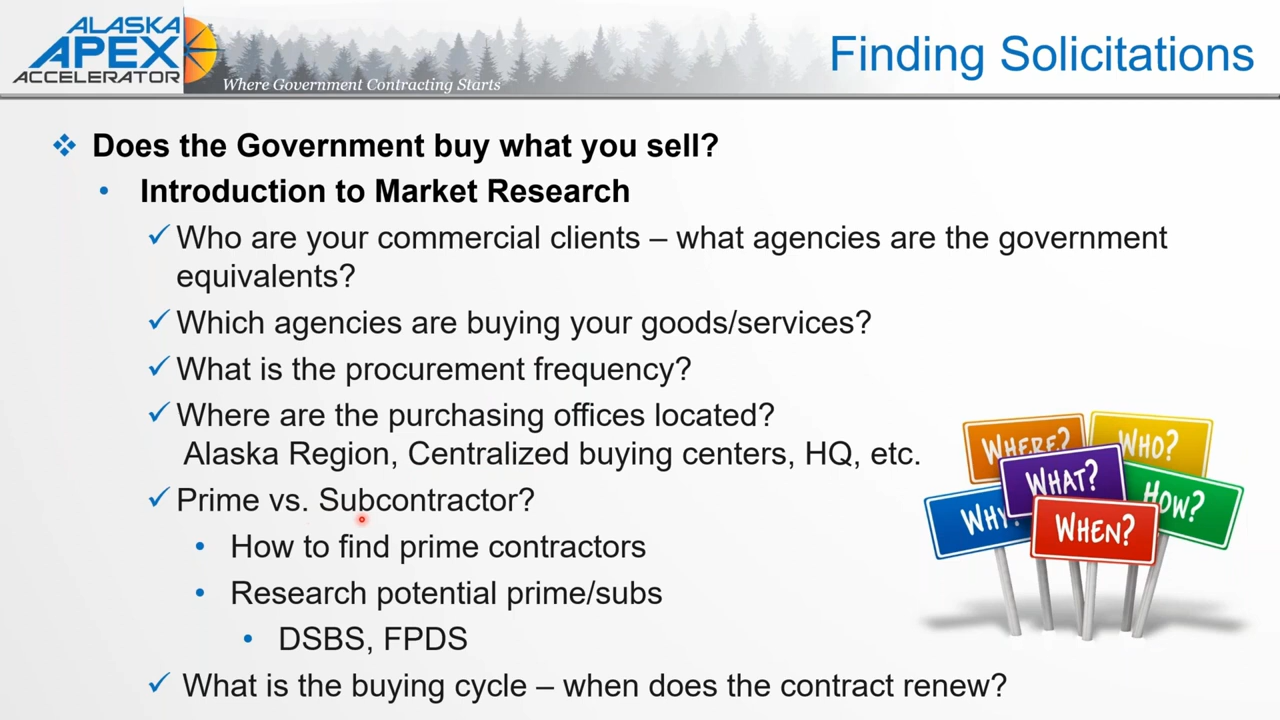 ALASKA
APEX
ACCELERATOR
Where Government Contracting Starts
Finding Solicitations
Does the Government buy what you sell?
Introduction to Market Research
Who are your commercial clients – what agencies are the government
equivalents?
Which agencies are buying your goods/services?
What is the procurement frequency?
Where are the purchasing offices located?
Alaska Region, Centralized buying centers, HQ, etc.
Prime vs. Subcontractor?
How to find prime contractors
Research potential prime/subs
DSBS, FPDS
What is the buying cycle – when does the contract renew?
WHERE?
WHO?
WHAT?
HOW?
WHY?
WHEN?